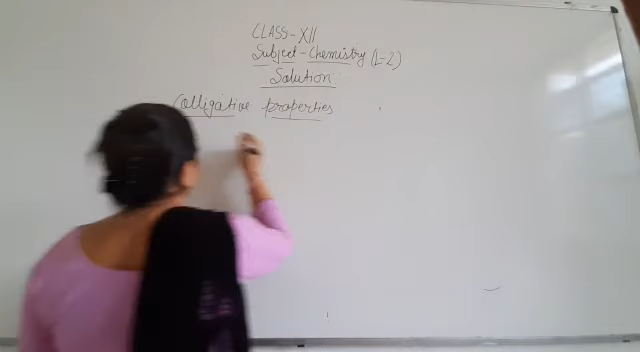 CLASS-XII
Subject - Chemistry (L-2)
Solution
Colligative properties